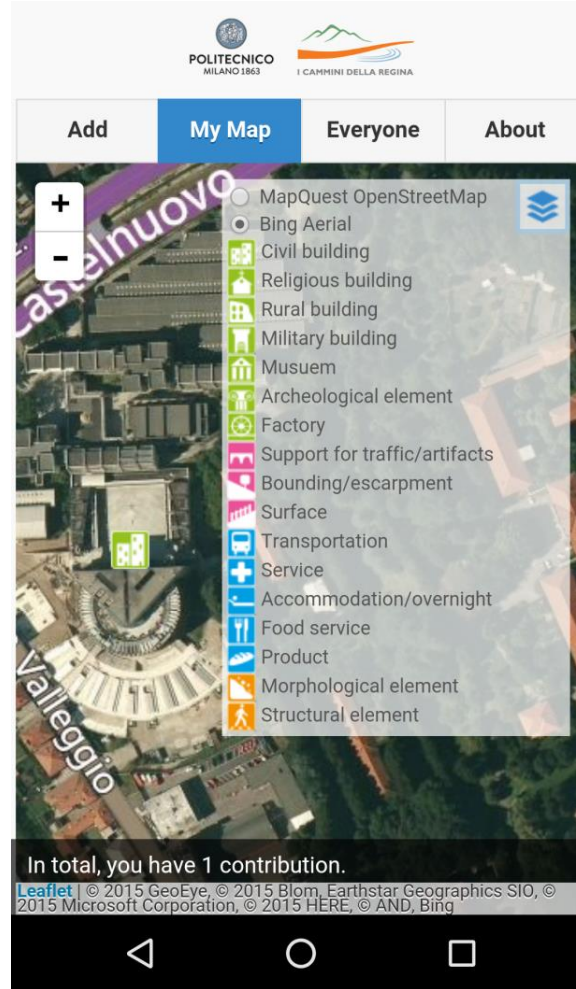 POLITECNICO
MILANO 1863
I CAMMINI DELLA REGINA
Add
My Map
Everyone
About
+
-
Castelnuovo
MapQuest OpenStreetMap
Bing Aerial
Civil building
Religious building
Rural building
Military building
Musuem
Archeological element
Factory
Support for traffic/artifacts
Bounding/escarpment
Surface
Transportation
Service
Accommodation/overnight
Food service
Product
Morphological element
Structural element
Valleggio
In total, you have 1 contribution.
Leaflet | © 2015 GeoEye, © 2015 Blom, Earthstar Geographics SIO, ©
2015 Microsoft Corporation, © 2015 HERE, © AND, Bing